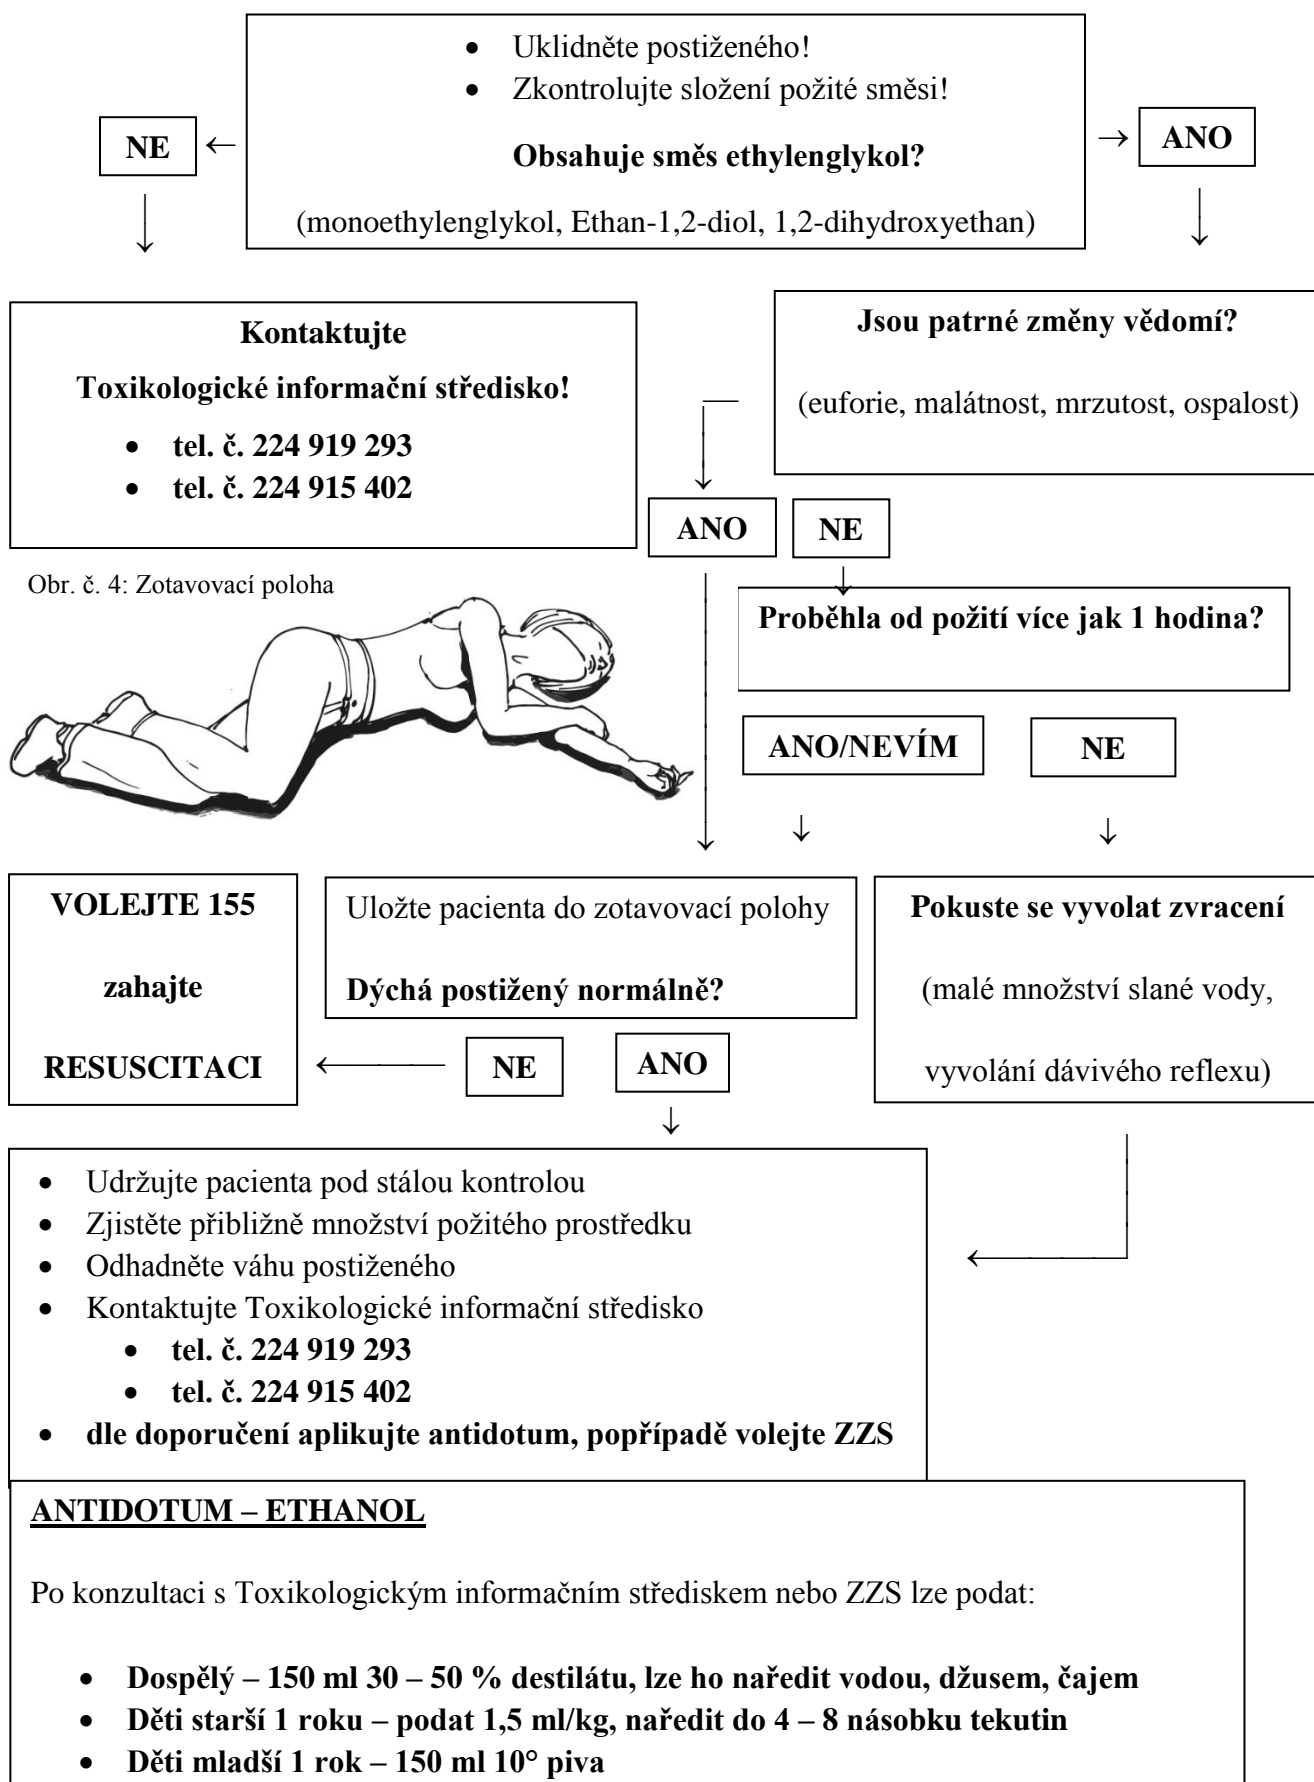 • Uklidněte postiženého!
• Zkontrolujte složení požité směsi!
NE
←
Obsahuje směs ethylenglykol?
→
ANO
(monoethylenglykol, Ethan-1,2-diol, 1,2-dihydroxyethan)
Kontaktujte
Toxikologické informační středisko!
• tel. č. 224 919 293
• tel. č. 224 915 402
Jsou patrné změny vědomí?
(euforie, malátnost, mrzutost, ospalost)
ANO
NE
Obr. č. 4: Zotavovací poloha
Proběhla od požití více jak 1 hodina?
ANO/NEVÍM
NE
VOLEJTE 155
zahajte
RESUSCITACI
Uložte pacienta do zotavovací polohy
Dýchá postižený normálně?
NE
ANO
Pokuste se vyvolat zvracení
(malé množství slané vody,
vyvolání dávivého reflexu)
• Udržujte pacienta pod stálou kontrolou
• Zjistěte přibližně množství požitého prostředku
• Odhadněte váhu postiženého
• Kontaktujte Toxikologické informační středisko
• tel. č. 224 919 293
• tel. č. 224 915 402
• dle doporučení aplikujte antidotum, popřípadě volejte ZZS
ANTIDOTUM – ETHANOL
Po konzultaci s Toxikologickým informačním střediskem nebo ZZS lze podat:
• Dospělý – 150 ml 30 – 50 % destilátu, lze ho naředit vodou, džusem, čajem
• Děti starší 1 roku – podat 1,5 ml/kg, naředit do 4 – 8 násobku tekutin
• Děti mladší 1 rok – 150 ml 10° piva